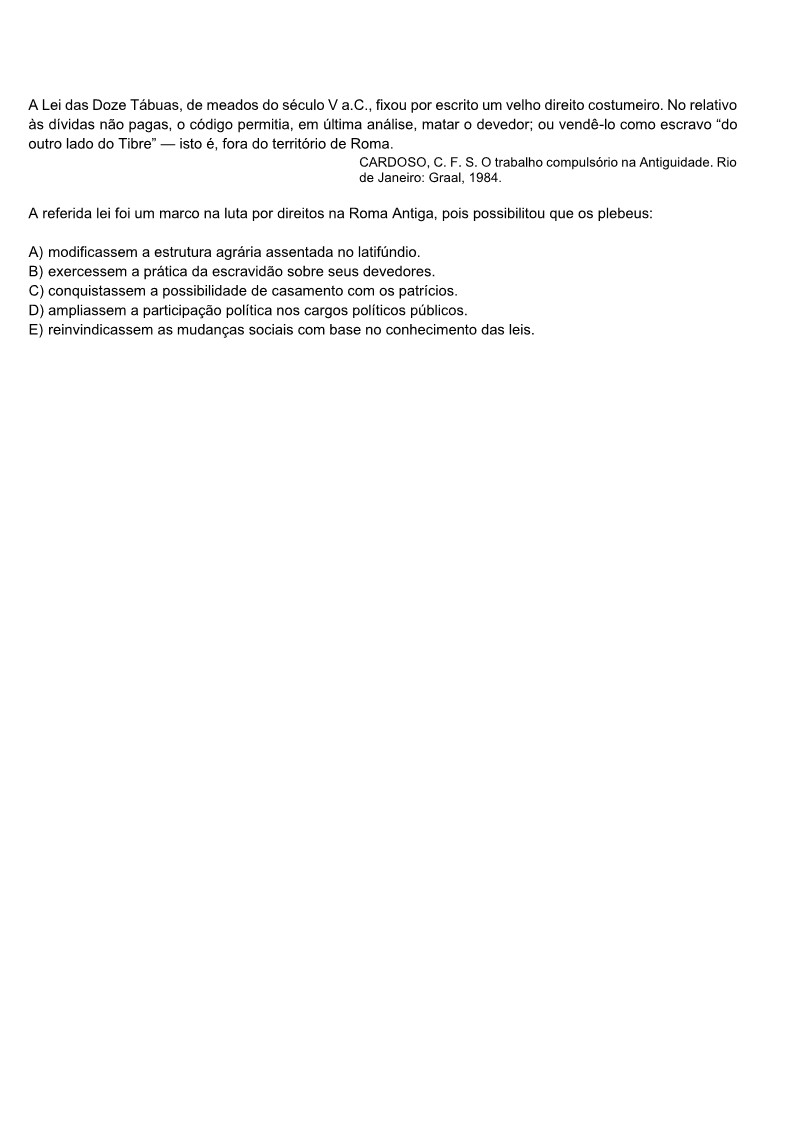 A Lei das Doze Tábuas, de meados do século V a.C., fixou por escrito um velho direito costumeiro. No relativo
às dívidas não pagas, o código permitia, em última análise, matar o devedor; ou vendê-lo como escravo “do
outro lado do Tibre” — isto é, fora do território de Roma.
CARDOSO, C. F. S. O trabalho compulsório na Antiguidade. Rio
de Janeiro: Graal, 1984.
A referida lei foi um marco na luta por direitos na Roma Antiga, pois possibilitou que os plebeus:
A) modificassem a estrutura agrária assentada no latifúndio.
B) exercessem a prática da escravidão sobre seus devedores.
C) conquistassem a possibilidade de casamento com os patrícios.
D) ampliassem a participação política nos cargos políticos públicos.
E) reinvindicassem as mudanças sociais com base no conhecimento das leis.